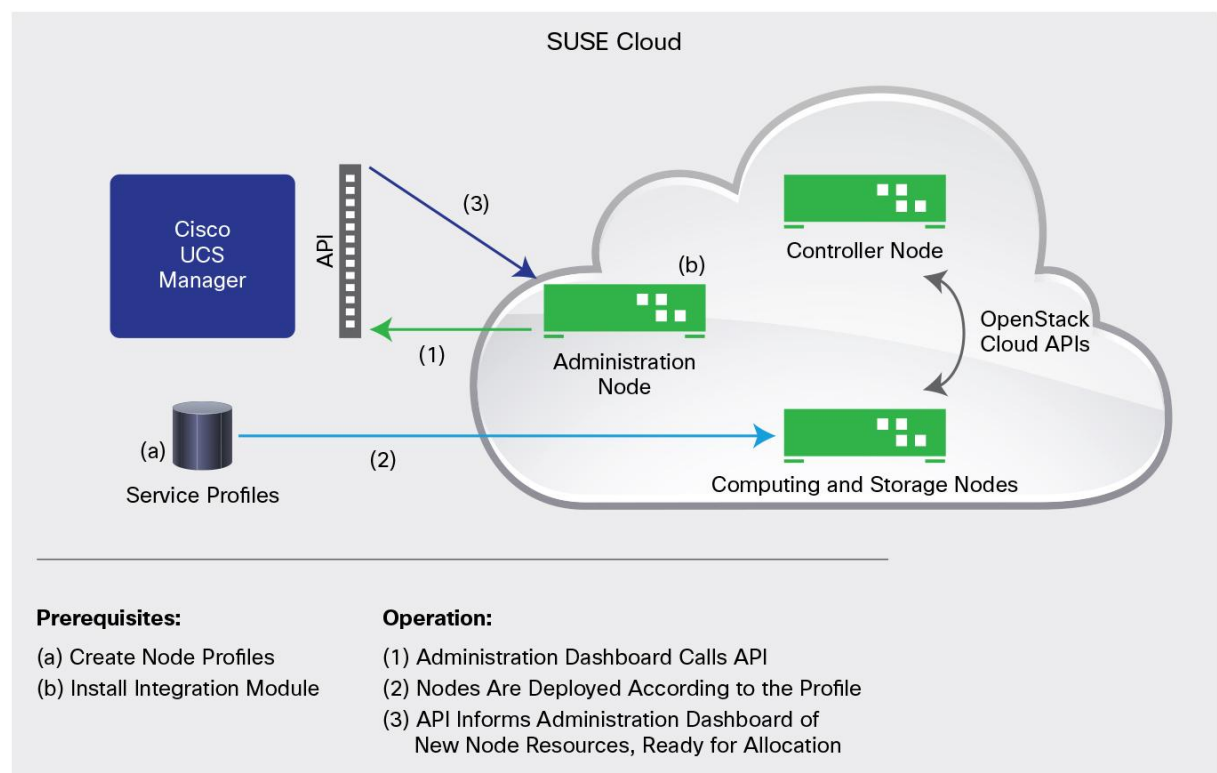 SUSE Cloud
Cisco
UCS
Manager
API
(3)
(1)
(b)
Administration
Node
Controller Node
OpenStack
Cloud APIs
(a)
Service Profiles
(2)
Computing and Storage Nodes
Prerequisites:
(a) Create Node Profiles
(b) Install Integration Module
Operation:
(1) Administration Dashboard Calls API
(2) Nodes Are Deployed According to the Profile
(3) API Informs Administration Dashboard of
New Node Resources, Ready for Allocation